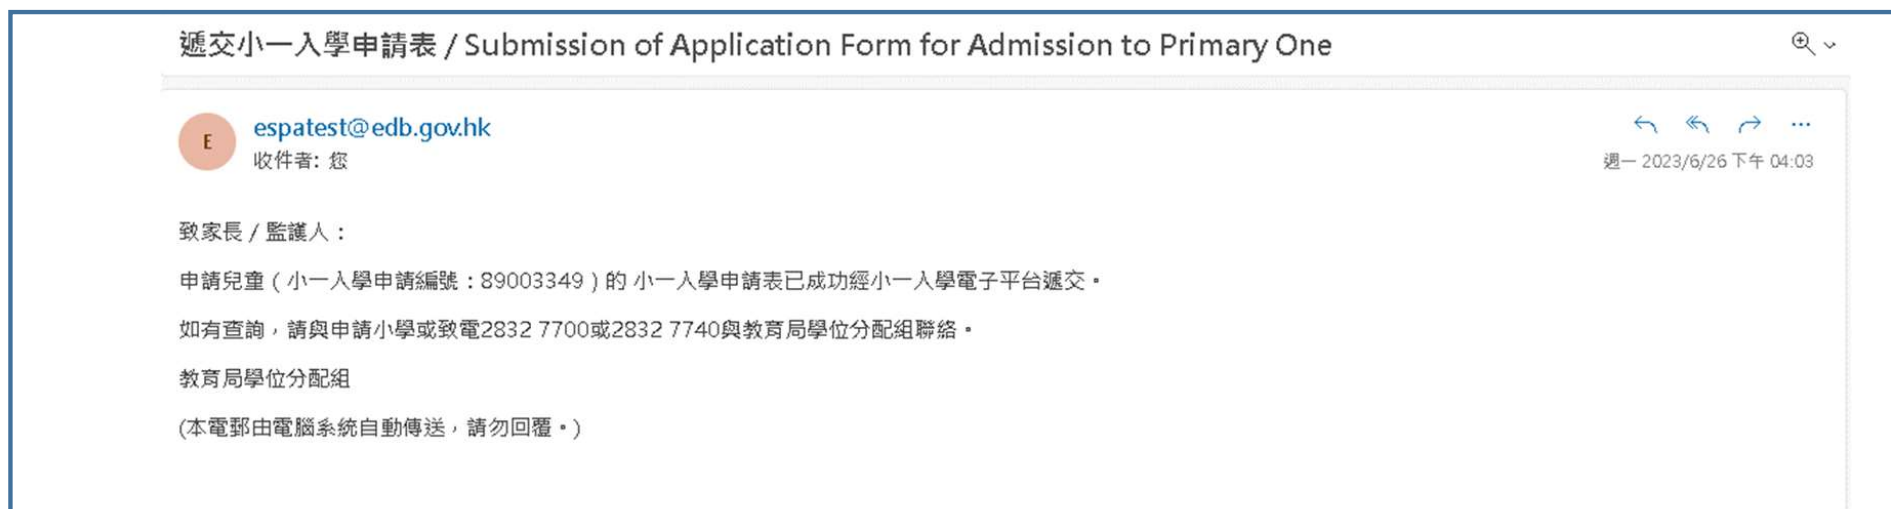 遞交小一入學申請表 / Submission of Application Form for Admission to Primary One
E
espatest@edb.gov.hk
收件者: 您
週一 2023/6/26 下午 04:03
致家長 / 監護人：
申請兒童 ( 小一入學申請編號：89003349 ) 的 小一入學申請表已成功經小一入學電子平台遞交。
如有查詢，請與申請小學或致電2832 7700或2832 7740與教育局學位分配組聯絡。
教育局學位分配組
(本電郵由電腦系統自動傳送，請勿回覆。)